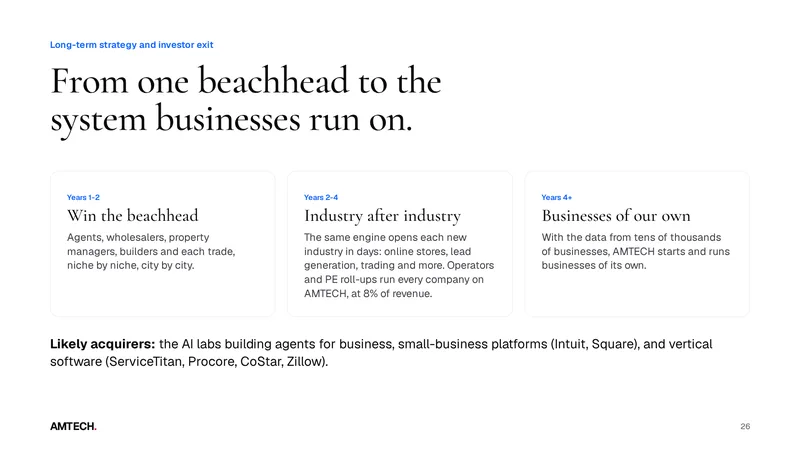 Long-term strategy and investor exit
From one beachhead to the
system businesses run on.
Years 1-2
Win the beachhead
Agents, wholesalers, property
managers, builders and each trade,
niche by niche, city by city.
Years 2-4
Industry after industry
The same engine opens each new
industry in days: online stores, lead
generation, trading and more. Operators
and PE roll-ups run every company on
AMTECH, at 8% of revenue.
Years 4+
Businesses of our own
With the data from tens of thousands
of businesses, AMTECH starts and runs
businesses of its own.
Likely acquirers: the AI labs building agents for business, small-business platforms (Intuit, Square), and vertical
software (ServiceTitan, Procore, CoStar, Zillow).
AMTECH.
26